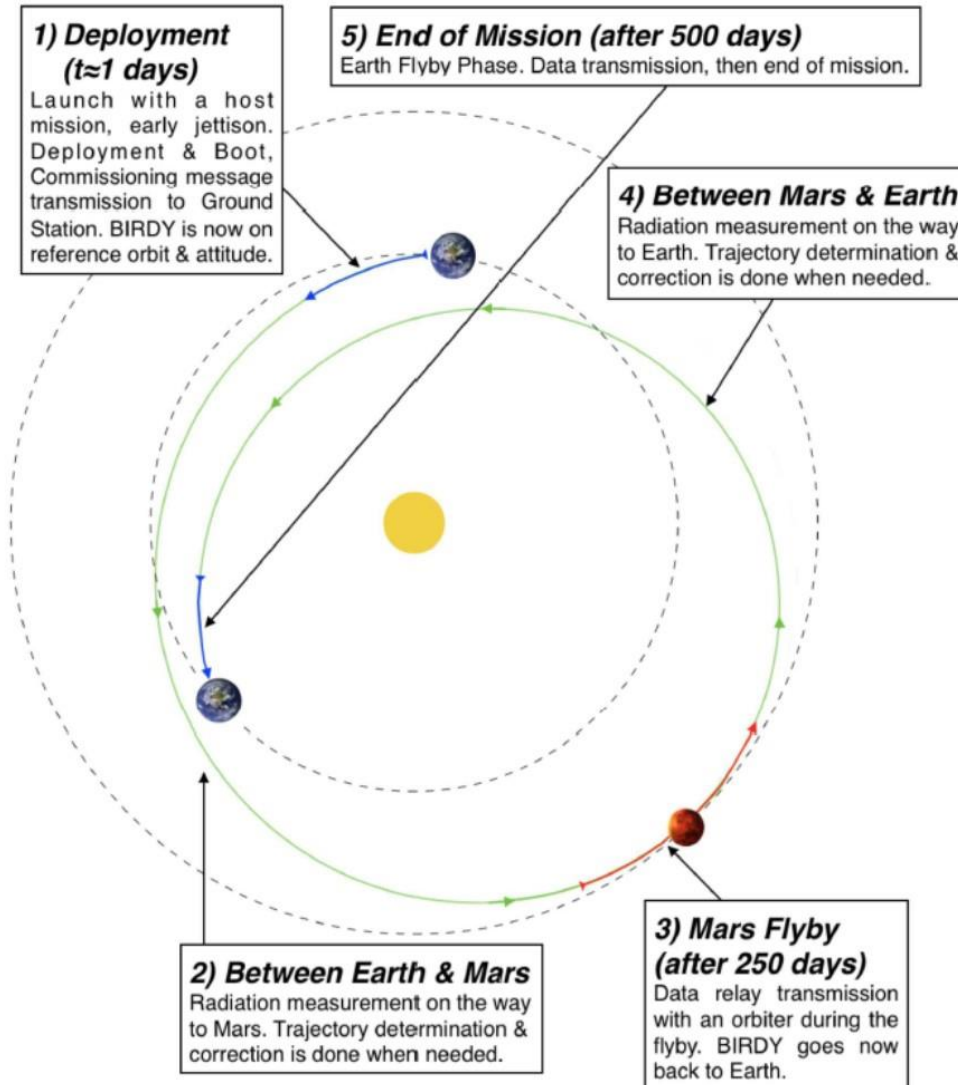 1) Deployment
(t≈1 days)
Launch with a host
mission, early jettison.
Deployment & Boot,
Commissioning message
transmission to Ground
Station. BIRDY is now on
reference orbit & attitude.
5) End of Mission (after 500 days)
Earth Flyby Phase. Data transmission, then end of mission.
4) Between Mars & Earth
Radiation measurement on the way
to Earth. Trajectory determination &
correction is done when needed.
2) Between Earth & Mars
Radiation measurement on the way
to Mars. Trajectory determination &
correction is done when needed.
3) Mars Flyby
(after 250 days)
Data relay transmission
with an orbiter during the
flyby. BIRDY goes now
back to Earth.